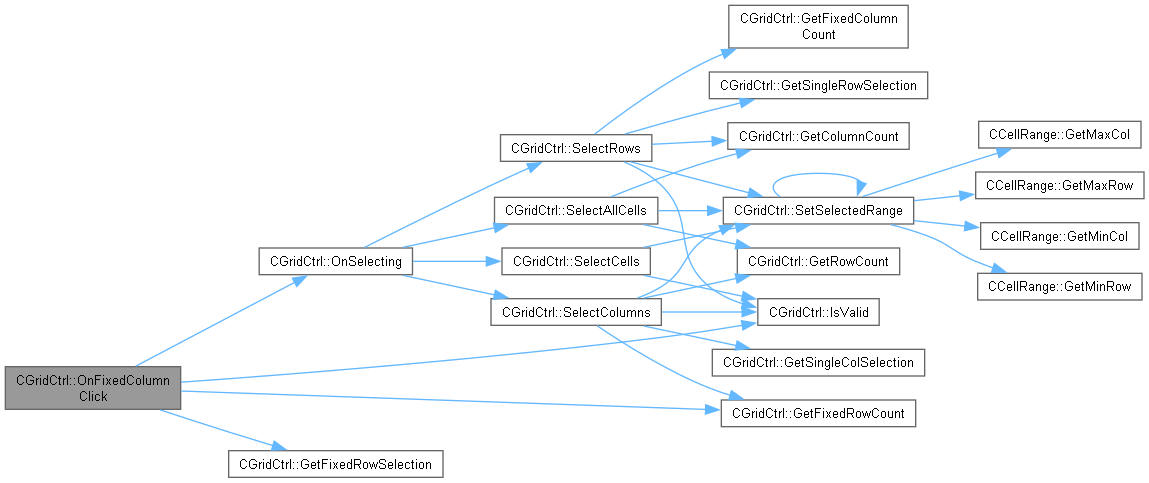 CGridCtrl::GetFixedColumn
Count
CGridCtrl::GetSingleRowSelection
CGridCtrl::GetColumnCount
CCellRange::GetMaxCol
CGridCtrl::SelectRows
CCellRange::GetMaxRow
CGridCtrl::SelectAllCells
CGridCtrl::SetSelectedRange
CCellRange::GetMinCol
CGridCtrl::OnSelecting
CGridCtrl::SelectCells
CGridCtrl::GetRowCount
CCellRange::GetMinRow
CGridCtrl::SelectColumns
CGridCtrl::IsValid
CGridCtrl::GetSingleColSelection
CGridCtrl::OnFixedColumn
Click
CGridCtrl::GetFixedRowCount
CGridCtrl::GetFixedRowSelection